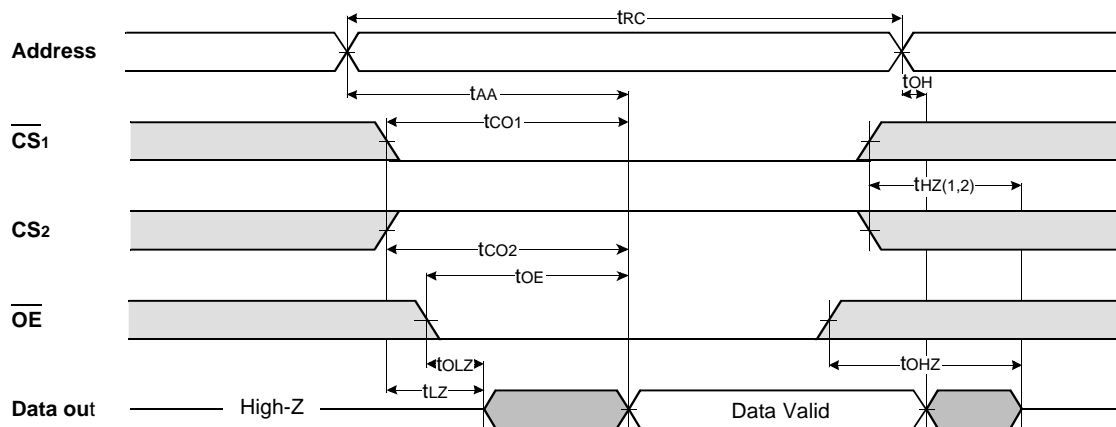 tRC
Address
tOH
tAA
tCO1
CS1
tHZ(1,2)
CS2
tCO2
tOE
OE
tOLZ
tOHZ
tLZ
Data out
High-Z
Data Valid